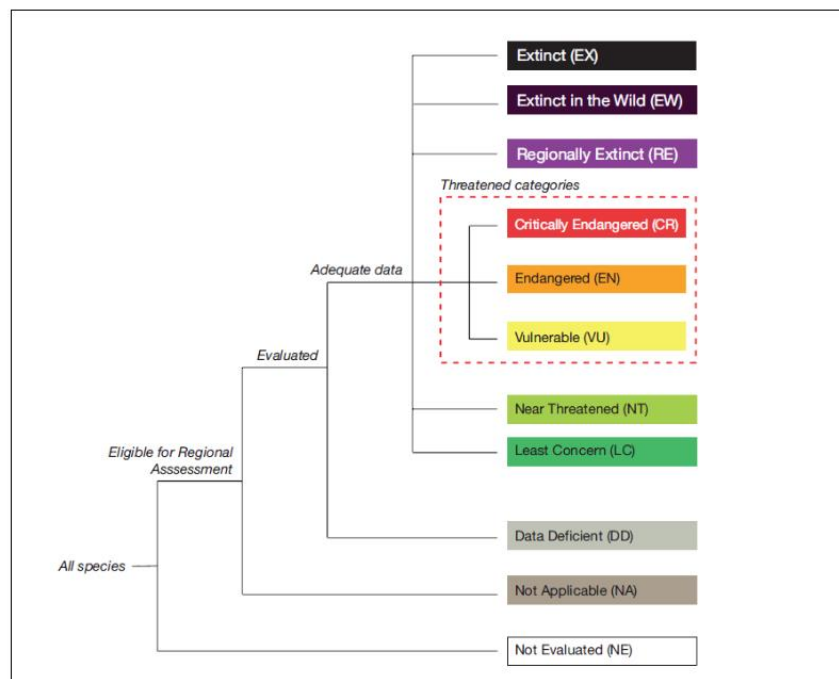 Extinct (EX)
Extinct in the Wild (EW)
Regionally Extinct (RE)
Threatened categories
Critically Endangered (CR)
Adequate data
Endangered (EN)
Vulnerable (VU)
Evaluated
Near Threatened (NT)
Eligible for Regional
Asssessment
Least Concern (LC)
Data Deficient (DD)
All species
Not Applicable (NA)
Not Evaluated (NE)